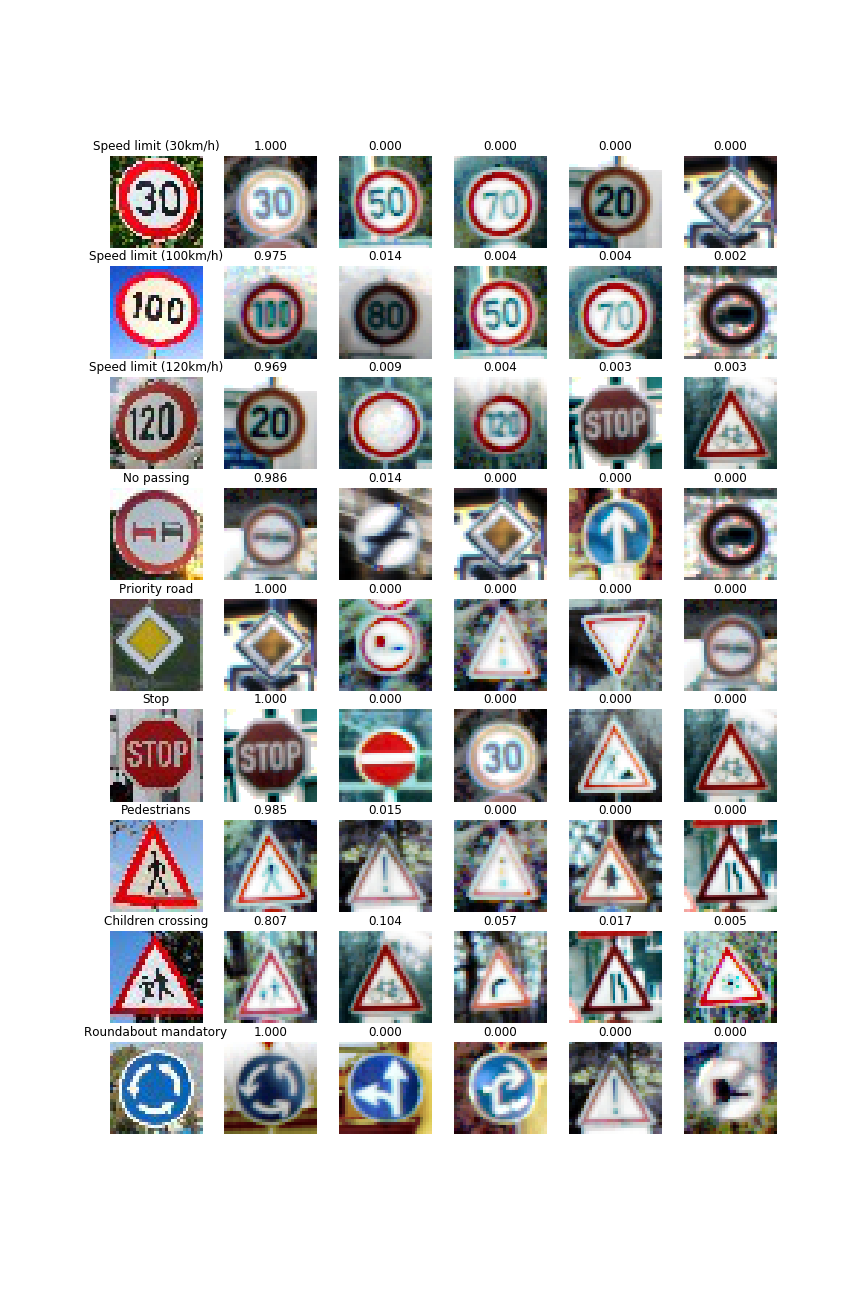 Speed limit (30km/h) 1.000 0.000 0.000 0.000 0.000
30 30 50 70 20
Speed limit (100km/h) 0.975 0.014 0.004 0.004 0.002
100 100 80 50 70
Speed limit (120km/h) 0.969 0.009 0.004 0.003 0.003
120 20 120 STOP
No passing 0.986 0.014 0.000 0.000 0.000
Priority road 1.000 0.000 0.000 0.000 0.000
Stop 1.000 0.000 0.000 0.000 0.000
STOP STOP 30
Pedestrians 0.985 0.015 0.000 0.000 0.000
Children crossing 0.807 0.104 0.057 0.017 0.005
Roundabout mandatory 1.000 0.000 0.000 0.000 0.000